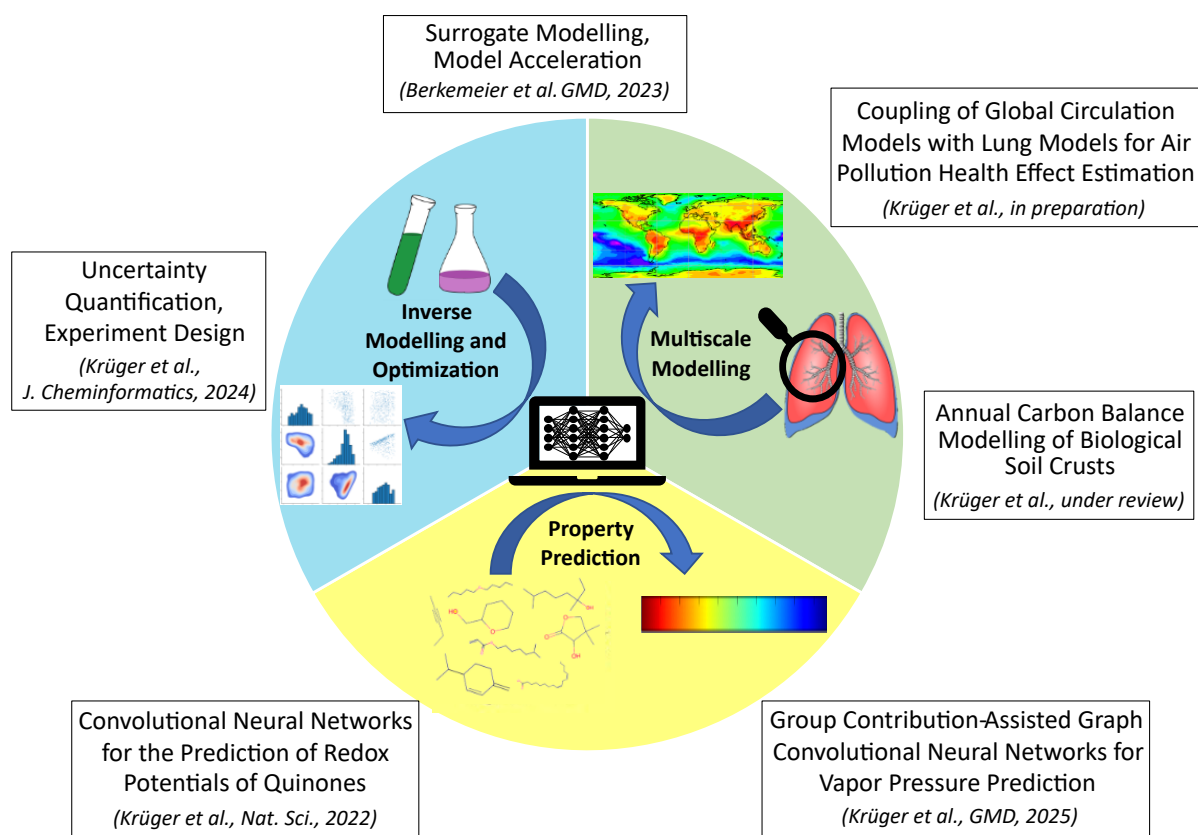 Surrogate Modelling,
Model Acceleration
(Berkemeier et al. GMD, 2023)
Coupling of Global Circulation
Models with Lung Models for Air
Pollution Health Effect Estimation
(Krüger et al., in preparation)
Uncertainty
Quantification,
Experiment Design
(Krüger et al.,
J. Cheminformatics, 2024)
Inverse
Modelling and
Optimization
Multiscale
Modelling
Annual Carbon Balance
Modelling of Biological
Soil Crusts
(Krüger et al., under review)
Property
Prediction
OH
HO
O
O
O
OH
Convolutional Neural Networks
for the Prediction of Redox
Potentials of Quinones
(Krüger et al., Nat. Sci., 2022)
Group Contribution-Assisted Graph
Convolutional Neural Networks for
Vapor Pressure Prediction
(Krüger et al., GMD, 2025)